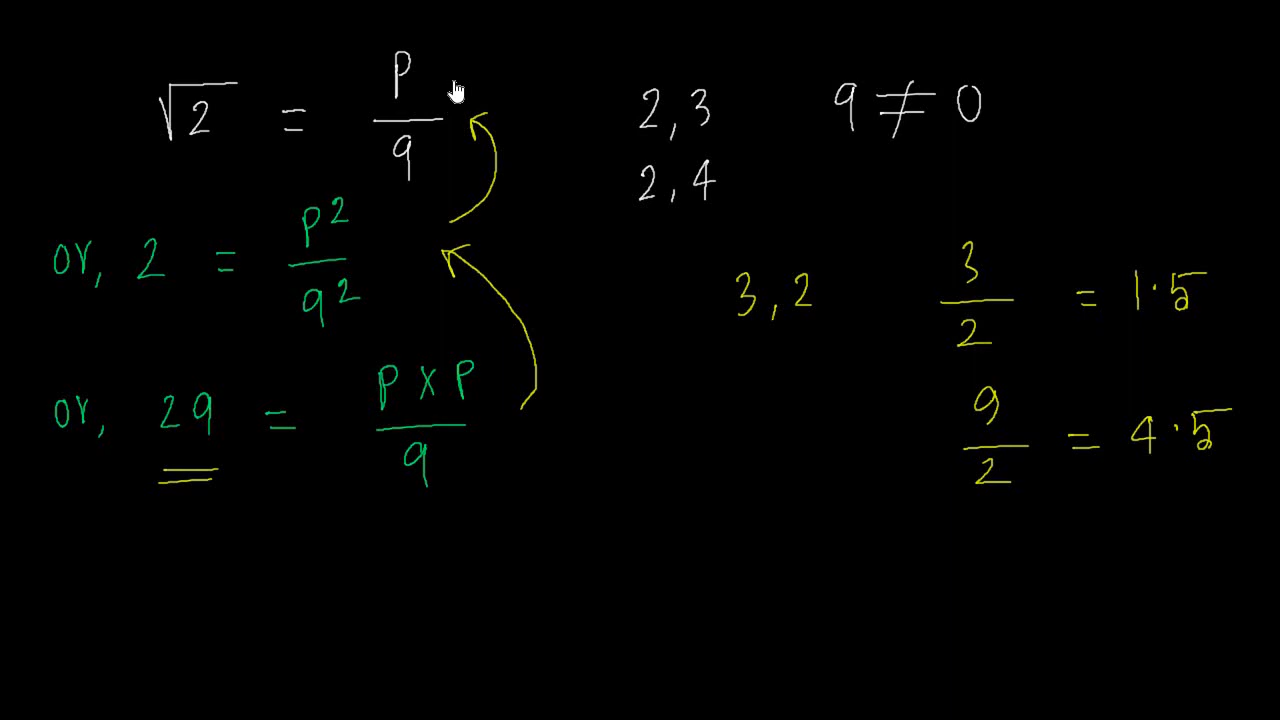 √2 = p/q
2,3 q ≠ 0
2,4
or, 2 = p²/q²
3,2 3/2 = 1.5
or, 2q = p x p/q
9/2 = 4.5